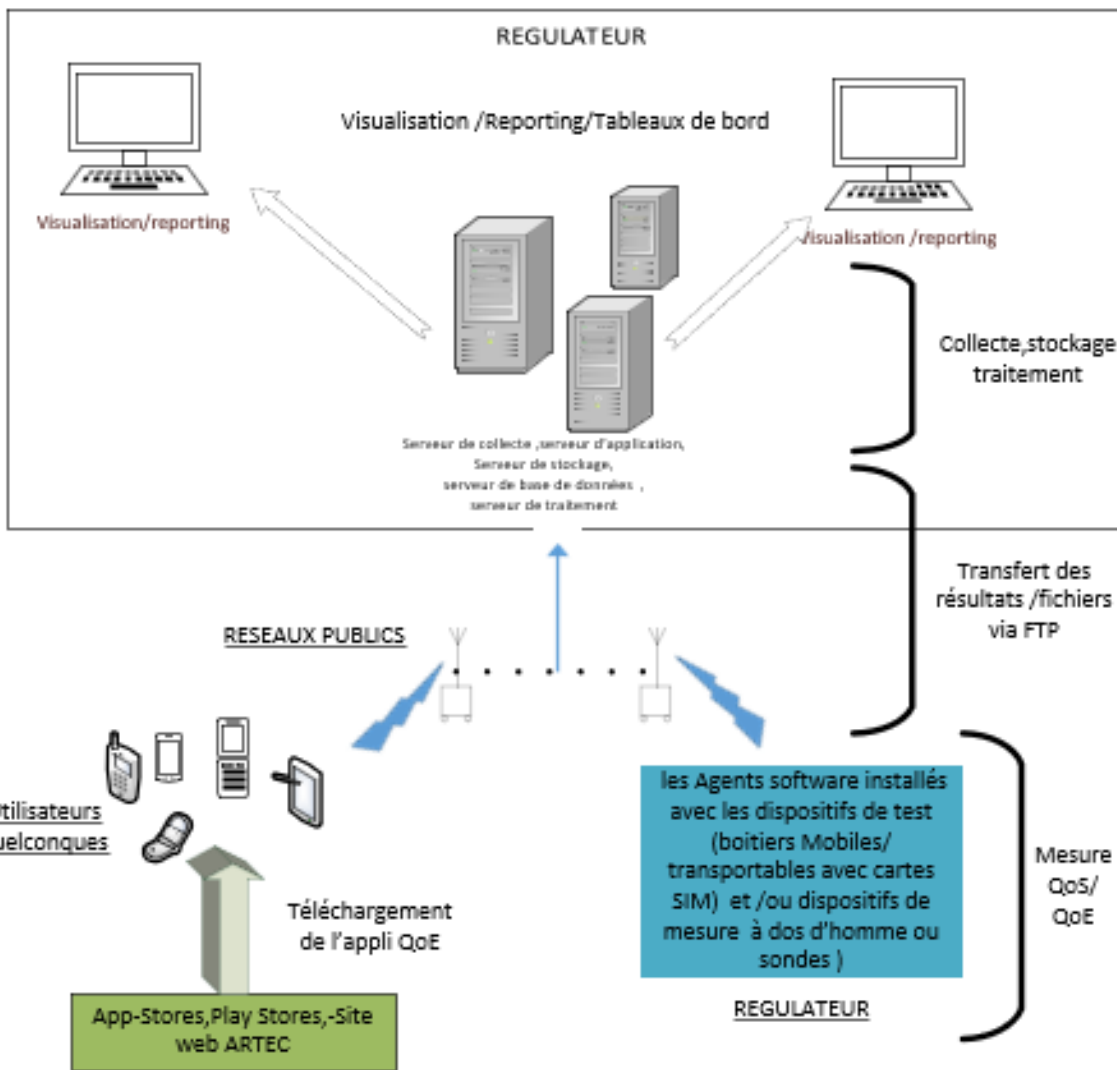 REGULATEUR
Visualisation /Reporting/Tableaux de bord
Visualisation/reporting
Visualisation /reporting
Collecte,stockage
traitement
Serveur de collecte ,serveur d'application,
Serveur de stockage,
serveur de base de données ,
serveur de traitement
Transfert des
résultats /fichiers
via FTP
RESEAUX PUBLICS
Utilisateurs
quelconques
Téléchargement
de l'appli QoE
App-Stores,Play Stores,-Site
web ARTEC
les Agents software installés
avec les dispositifs de test
(boitiers Mobiles/
transportables avec cartes
SIM) et /ou dispositifs de
mesure à dos d'homme ou
sondes )
REGULATEUR
Mesure
QoS/
QoE